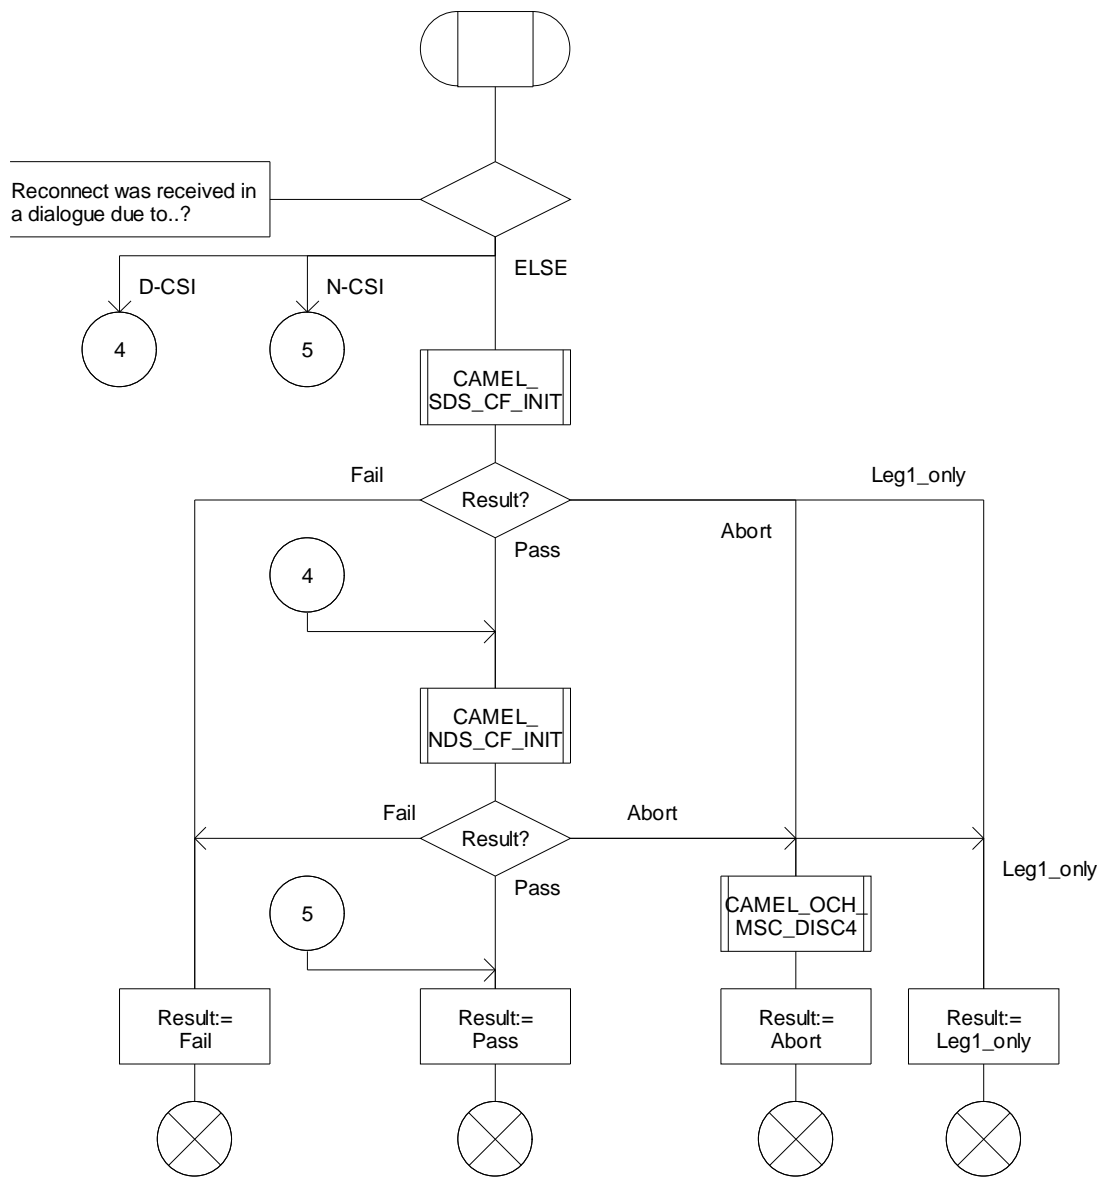 Reconnect was received in
a dialogue due to..?
ELSE
D-CSI
N-CSI
4
5
CAMEL_
SDS_CF_INIT
Fail
Result?
Leg1_only
Abort
Pass
4
CAMEL_
NDS_CF_INIT
Fail
Result?
Abort
Leg1_only
Pass
5
CAMEL_OCH_
MSC_DISC4
Result:=
Fail
Result:=
Pass
Result:=
Abort
Result:=
Leg1_only